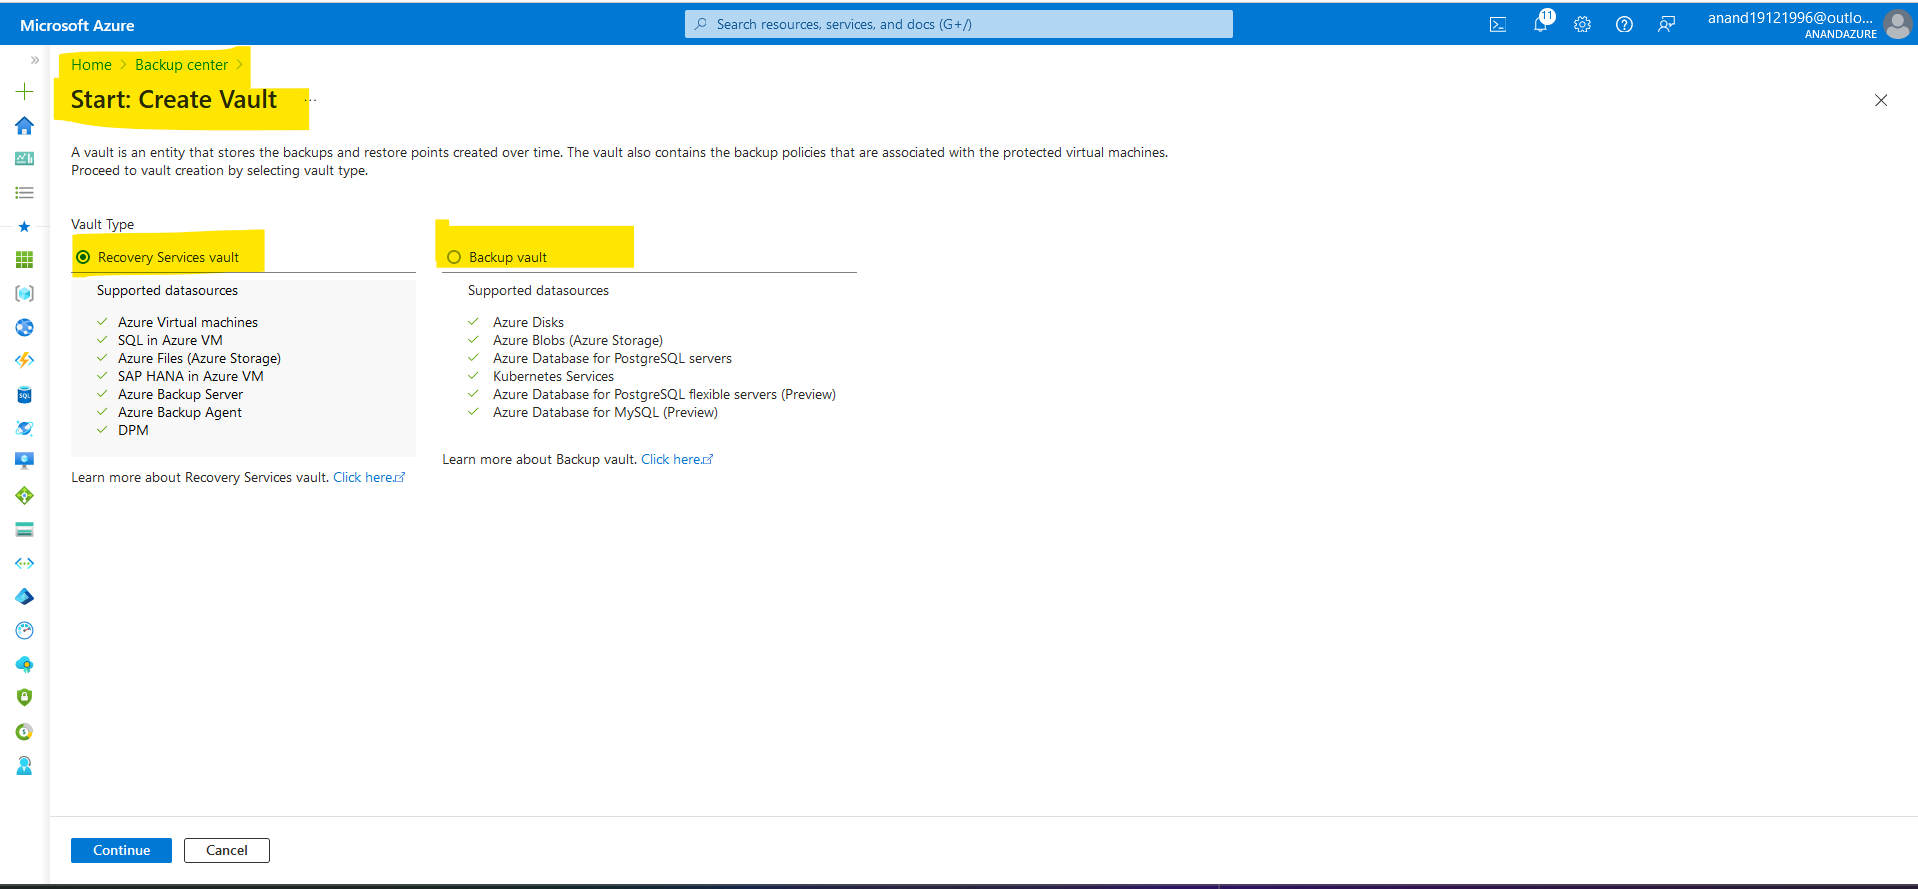 Microsoft Azure
Search resources, services, and docs (G+/)
11
anand19121996@outlo...
ANANDAZURE
Home > Backup center >
Start: Create Vault ...
A vault is an entity that stores the backups and restore points created over time. The vault also contains the backup policies that are associated with the protected virtual machines.
Proceed to vault creation by selecting vault type.
Vault Type
Recovery Services vault
Supported datasources
Azure Virtual machines
SQL in Azure VM
Azure Files (Azure Storage)
SAP HANA in Azure VM
Azure Backup Server
Azure Backup Agent
DPM
Learn more about Recovery Services vault. Click here.
Backup vault
Supported datasources
Azure Disks
Azure Blobs (Azure Storage)
Azure Database for PostgreSQL servers
Kubernetes Services
Azure Database for PostgreSQL flexible servers (Preview)
Azure Database for MySQL (Preview)
Learn more about Backup vault. Click here.
SQL
Continue
Cancel